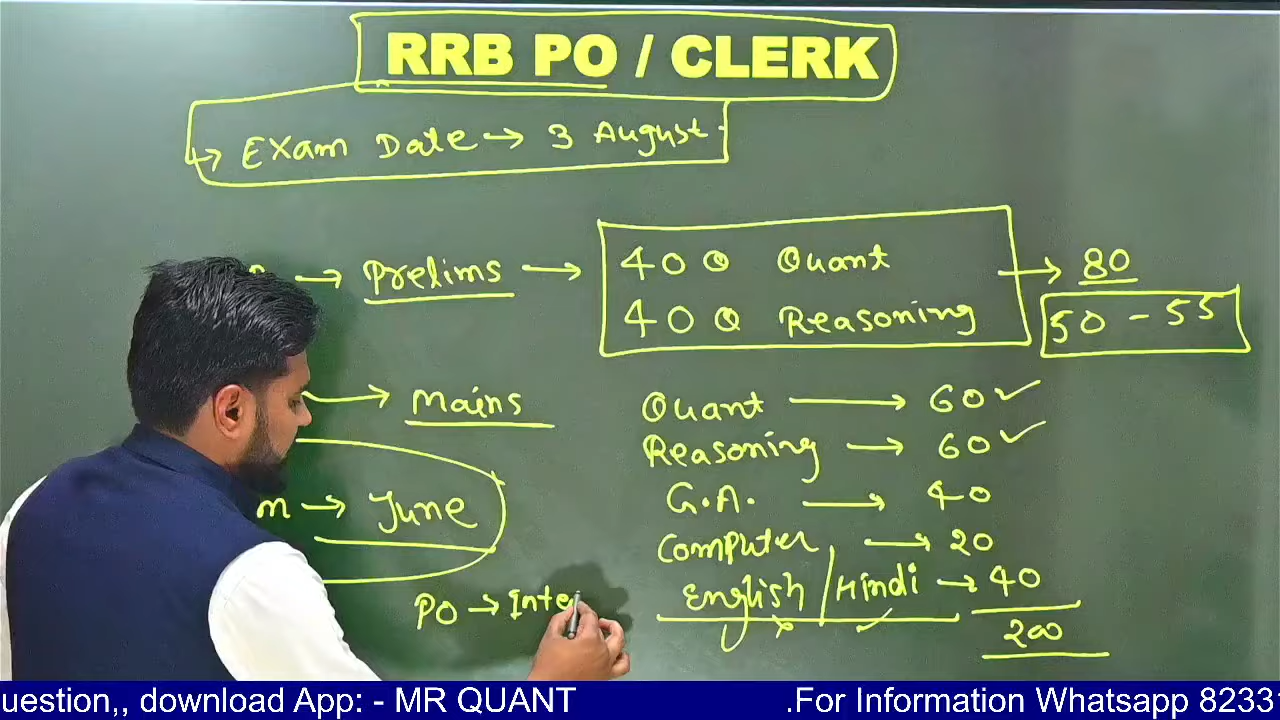 RRB PO / CLERK
→ Exam Date → 3 August
→ Prelims → 40 Q Quant → 80
40 Q Reasoning 50 - 55
→ Mains
Quant → 60 ✓
Reasoning → 60 ✓
G.A. → 40
Computer → 20
English / Hindi → 40
200
→ June
PO → Inte
uestion,, download App: - MR QUANT .For Information Whatsapp 8233